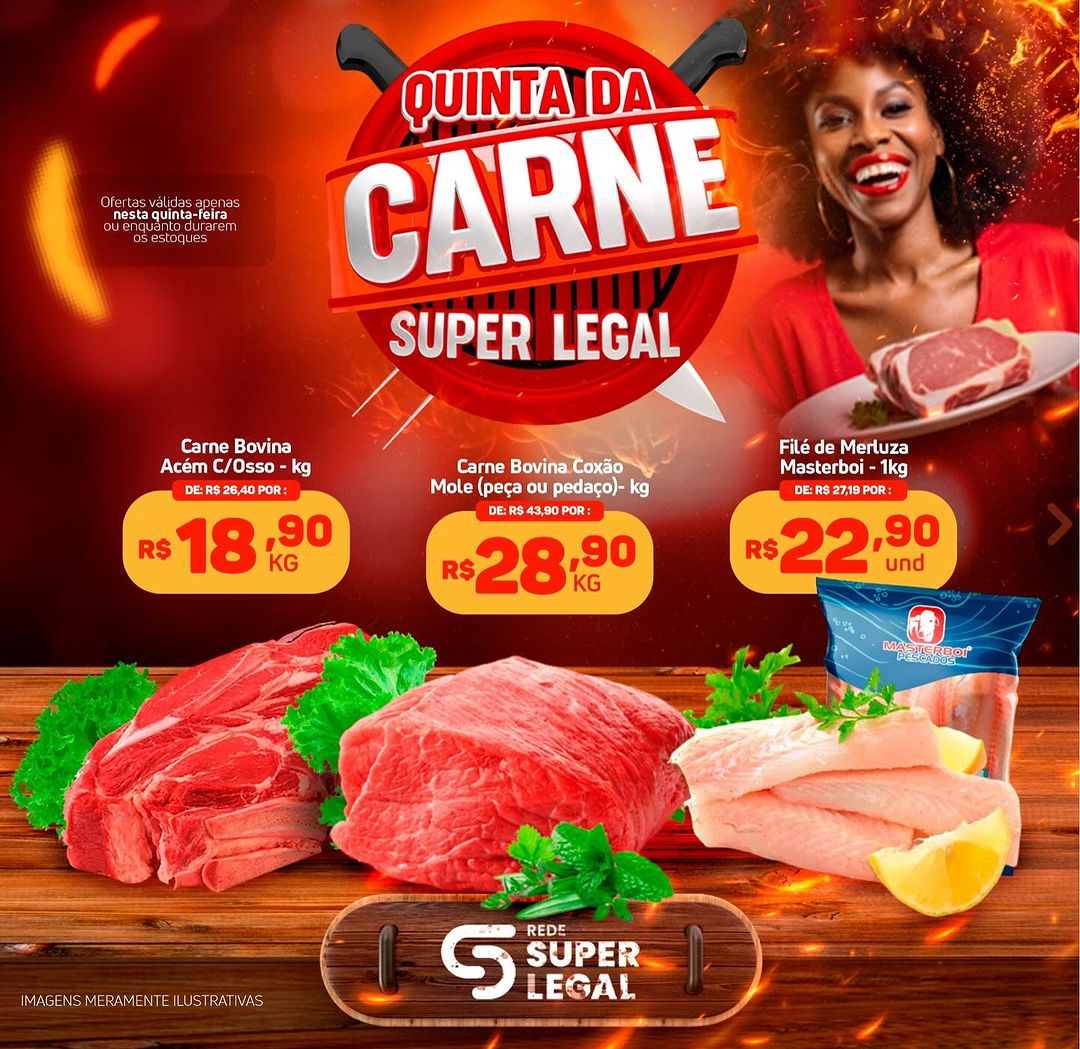 QUINTA DA
CARNE
SUPER LEGAL
Ofertas válidas apenas
nesta quinta-feira
ou enquanto durarem
os estoques
Carne Bovina
Acém C/Osso - kg
DE: R$ 26,40 POR :
R$18,90
KG
Carne Bovina Coxão
Mole (peça ou pedaço)- kg
DE: R$ 43,90 POR :
R$28,90
KG
Filé de Merluza
Masterboi - 1kg
DE: R$ 27,19 POR :
R$22,90
und
MASTERBOI
PESCADOS
REDE
SUPER
LEGAL
IMAGENS MERAMENTE ILUSTRATIVAS